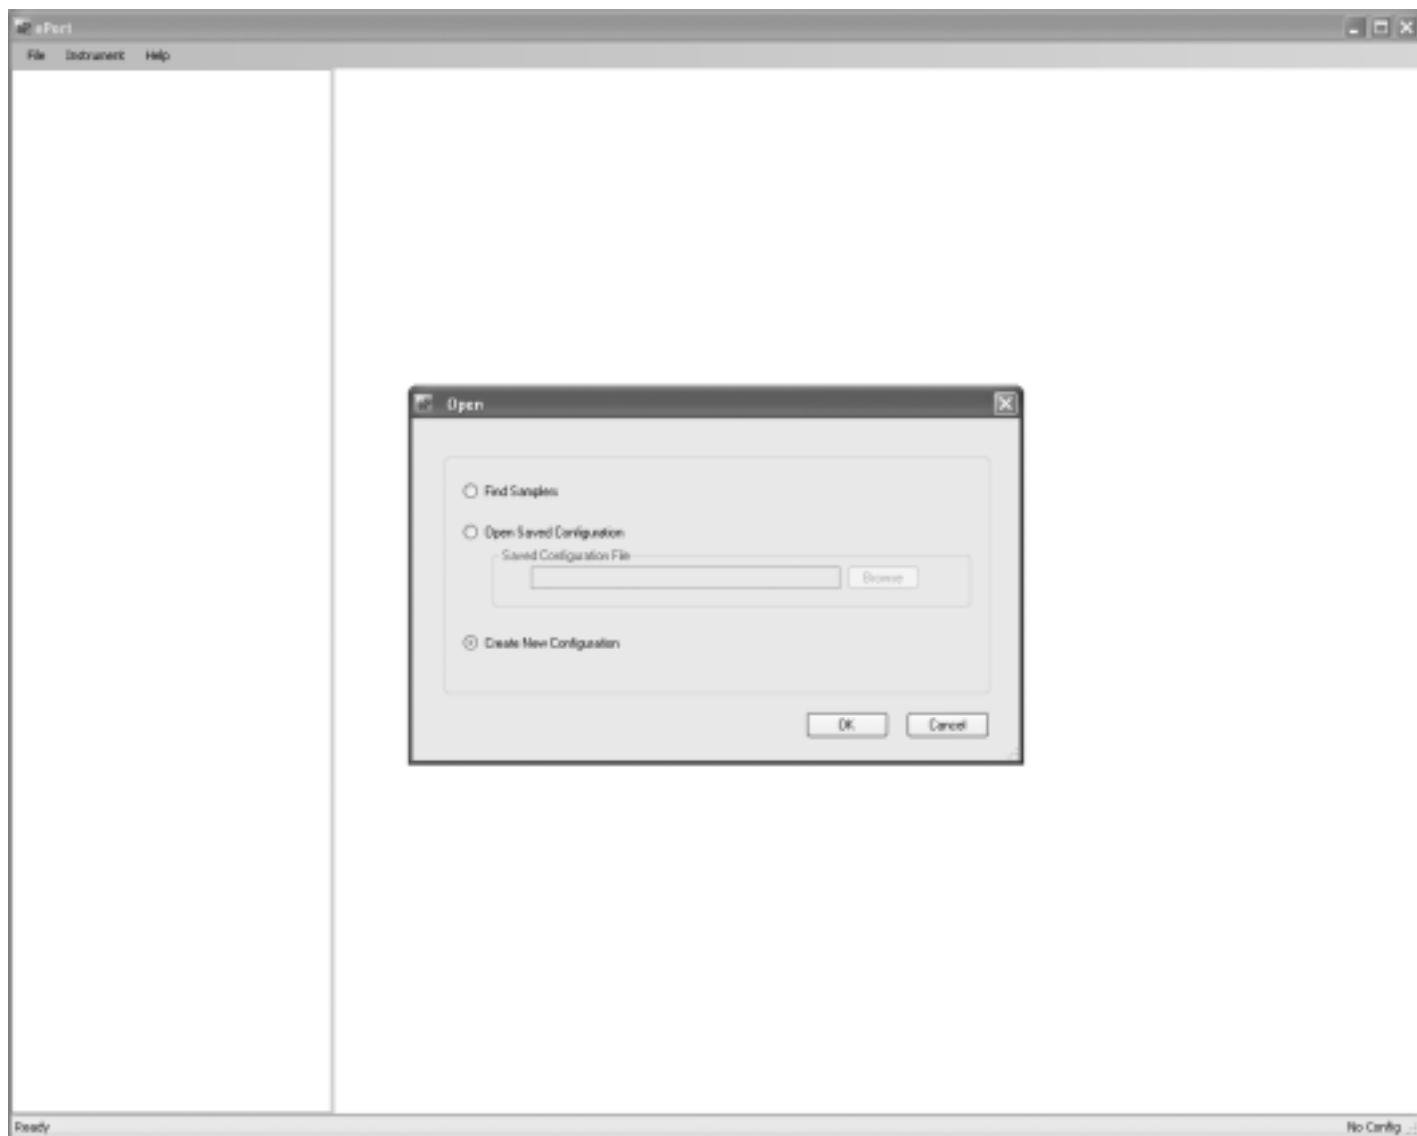 ePort
File Instrument Help
Open
Find Samplers
Open Saved Configuration
Saved Configuration File
Browse
Create New Configuration
OK Cancel
Ready No Config